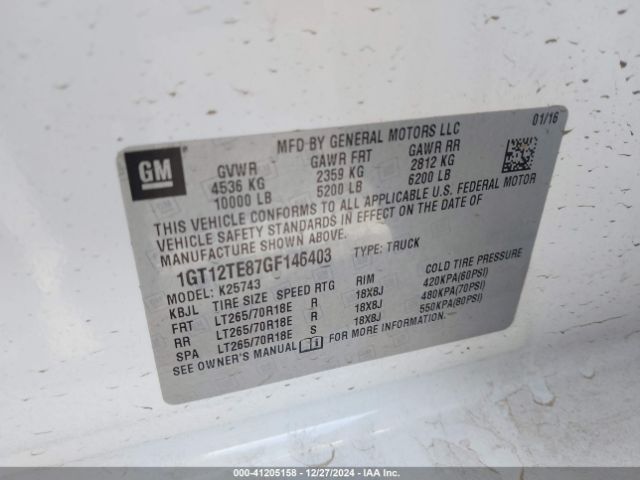 GM
MFD BY GENERAL MOTORS LLC
01/16
GVWR GAWR FRT GAWR RR
4536 KG 2359 KG 2812 KG
10000 LB 5200 LB 6200 LB
THIS VEHICLE CONFORMS TO ALL APPLICABLE U.S. FEDERAL MOTOR
VEHICLE SAFETY STANDARDS IN EFFECT ON THE DATE OF
MANUFACTURE SHOWN ABOVE.
1GT12TE87GF146403 TYPE: TRUCK
MODEL: K25743
KBJL TIRE SIZE SPEED RTG RIM COLD TIRE PRESSURE
FRT LT265/70R18E R 18X8J 420KPA(60PSI)
RR LT265/70R18E R 18X8J 480KPA(70PSI)
SPA LT265/70R18E S 18X8J 550KPA(80PSI)
SEE OWNER'S MANUAL FOR MORE INFORMATION.
000-41205158 - 12/27/2024 - IAA Inc.